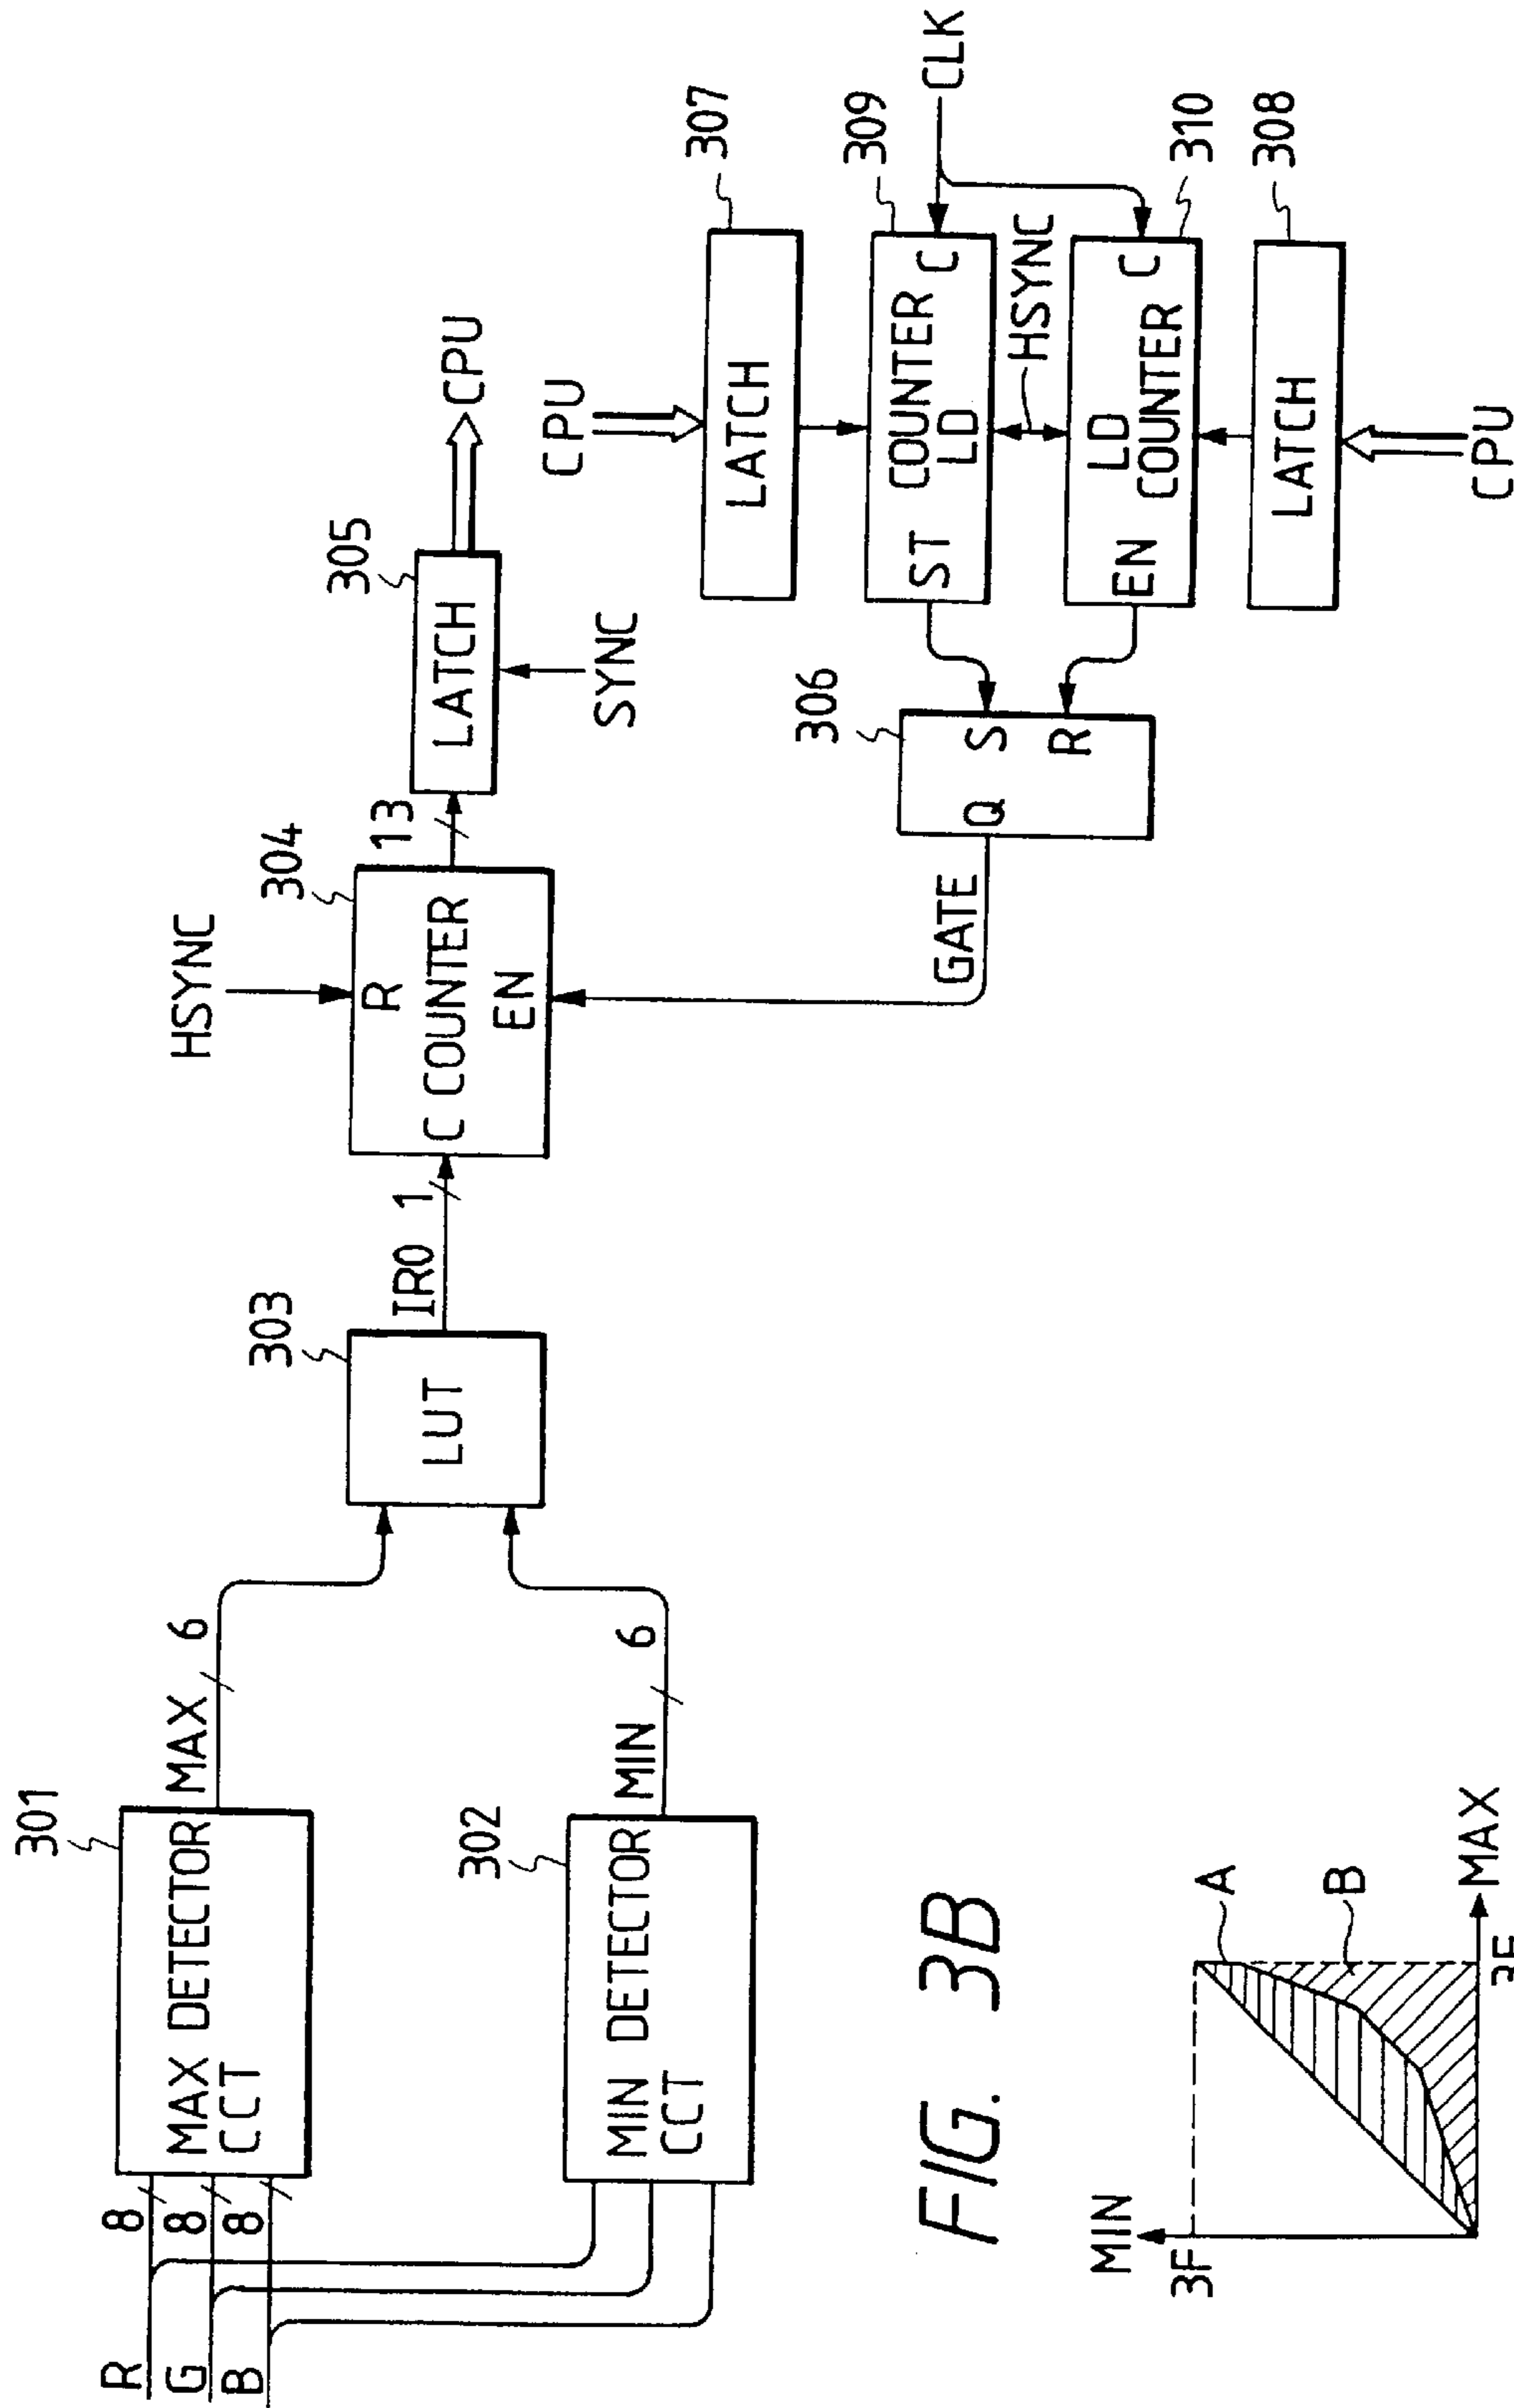 R
G
B
8
8
8
301
MAX DETECTOR
CCT
MAX 6
302
MIN DETECTOR
CCT
MIN 6
303
LUT
IR0 1
HSYNC
304
R
C COUNTER
EN
13
305
LATCH
SYNC
CPU
GATE
306
Q S
R
CPU
307
LATCH
309
ST COUNTER C
LD
CLK
HSYNC
310
LD C
EN COUNTER
308
LATCH
CPU
FIG. 3B
MIN
3F
A
B
MAX